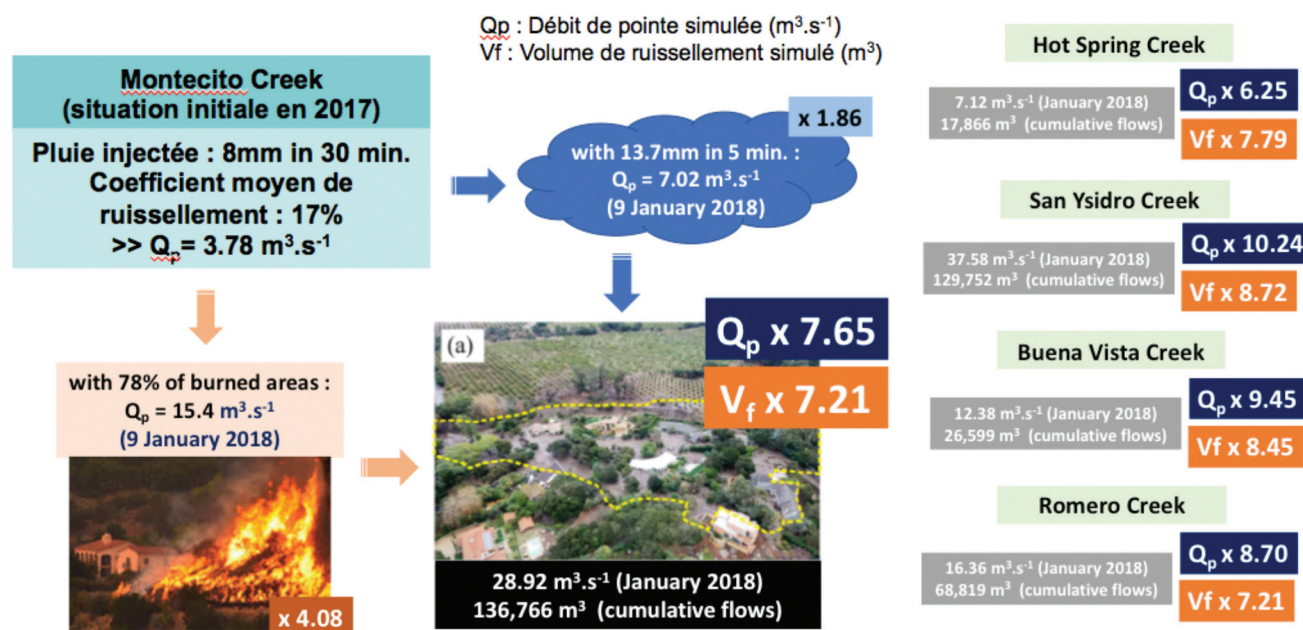 Qp : Débit de pointe simulée (m³.s⁻¹)
Vf : Volume de ruissellement simulé (m³)
Montecito Creek
(situation initiale en 2017)
Pluie injectée : 8mm in 30 min.
Coefficient moyen de
ruissellement : 17%
>> Qₚ= 3.78 m³.s⁻¹
x 1.86
with 13.7mm in 5 min. :
Qₚ = 7.02 m³.s⁻¹
(9 January 2018)
with 78% of burned areas :
Qₚ = 15.4 m³.s⁻¹
(9 January 2018)
x 4.08
(a)
Qₚ x 7.65
V_f x 7.21
28.92 m³.s⁻¹ (January 2018)
136,766 m³ (cumulative flows)
Hot Spring Creek
7.12 m³.s⁻¹ (January 2018)
17,866 m³ (cumulative flows)
Qₚ x 6.25
Vf x 7.79
San Ysidro Creek
37.58 m³.s⁻¹ (January 2018)
129,752 m³ (cumulative flows)
Qₚ x 10.24
Vf x 8.72
Buena Vista Creek
12.38 m³.s⁻¹ (January 2018)
26,599 m³ (cumulative flows)
Qₚ x 9.45
Vf x 8.45
Romero Creek
16.36 m³.s⁻¹ (January 2018)
68,819 m³ (cumulative flows)
Qₚ x 8.70
Vf x 7.21